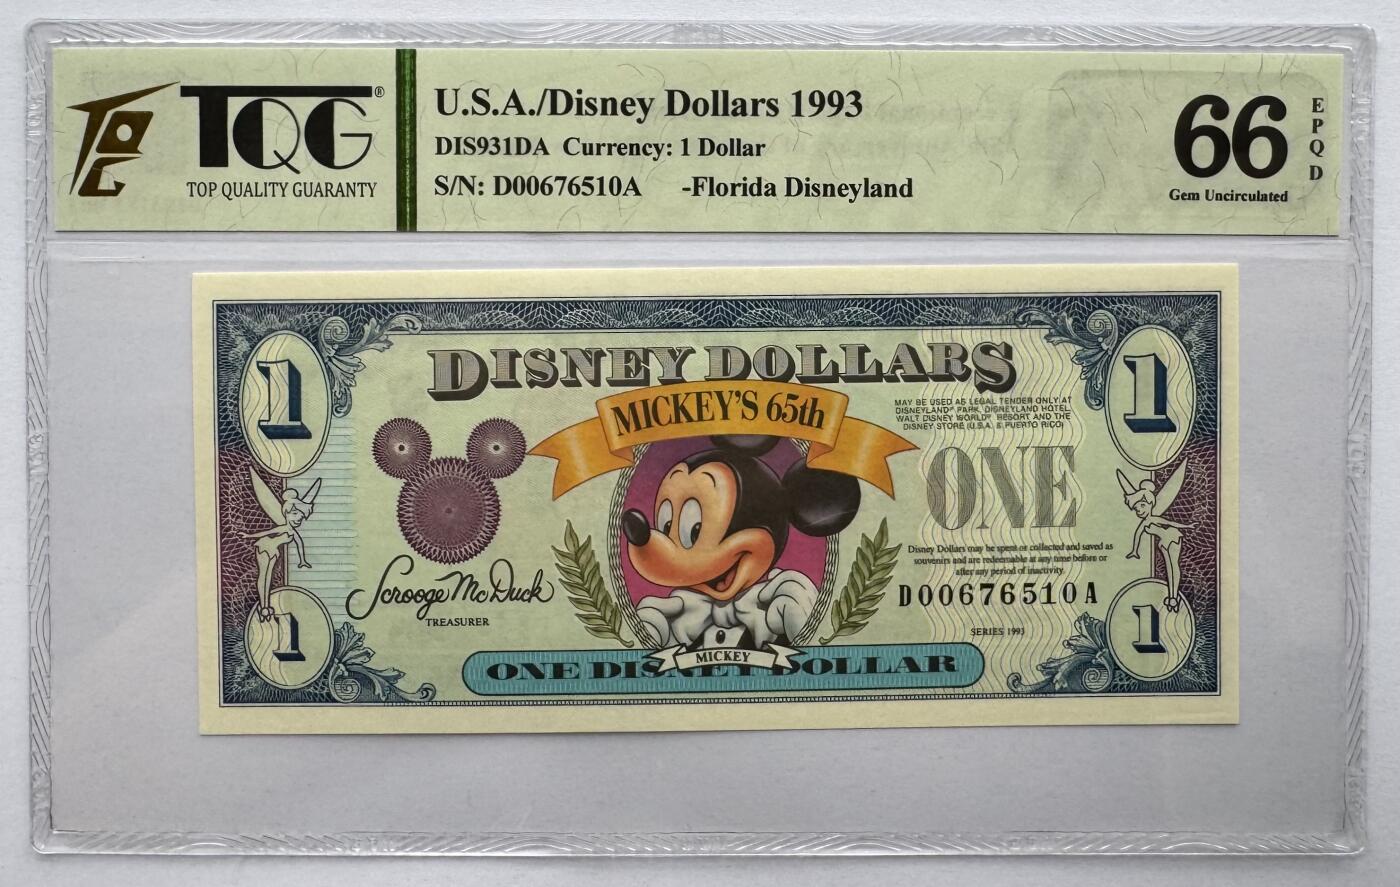 TQG®
TOP QUALITY GUARANTY
U.S.A./Disney Dollars 1993
DIS931DA Currency: 1 Dollar
S/N: D00676510A -Florida Disneyland
66
EPQD
Gem Uncirculated
1
1
DISNEY DOLLARS
MICKEY'S 65th
MAY BE USED AS LEGAL TENDER ONLY AT
DISNEYLAND® PARK, DISNEYLAND HOTEL,
WALT DISNEY WORLD® RESORT AND THE
DISNEY STORE (U.S.A. & PUERTO RICO)
ONE
Disney Dollars may be spent or collected and saved as
souvenirs and are redeemable at any time before or
after any period of inactivity.
D00676510A
Scrooge McDuck
TREASURER
SERIES 1993
1
1
MICKEY
ONE DISNEY DOLLAR